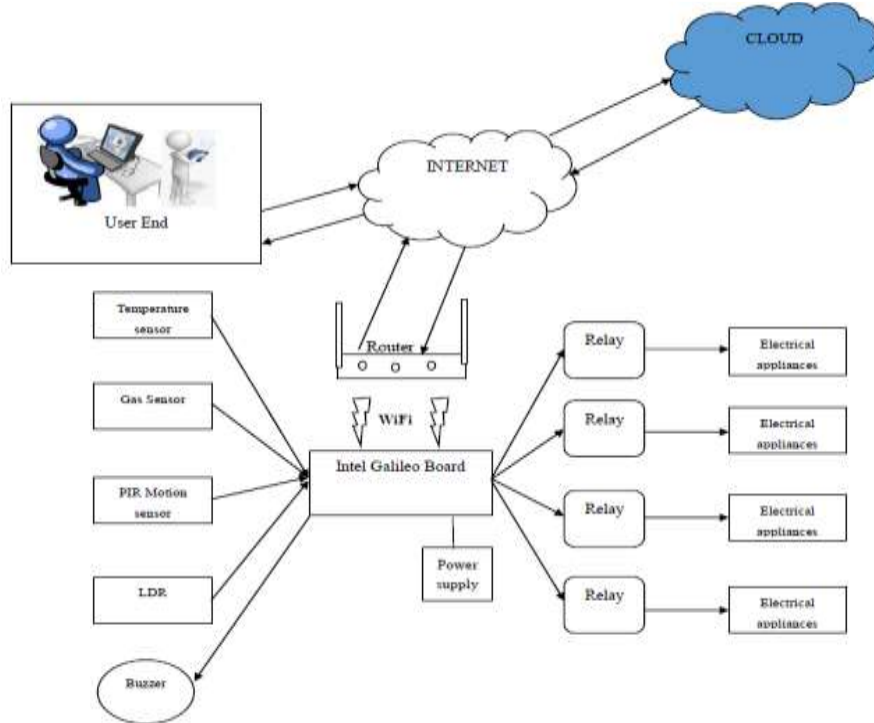 CLOUD
INTERNET
User End
Temperature
sensor
Router
Relay
Electrical
appliances
Gas Sensor
WiFi
Relay
Electrical
appliances
Intel Galileo Board
PIR Motion
sensor
Relay
Electrical
appliances
Power
supply
LDR
Relay
Electrical
appliances
Buzzer